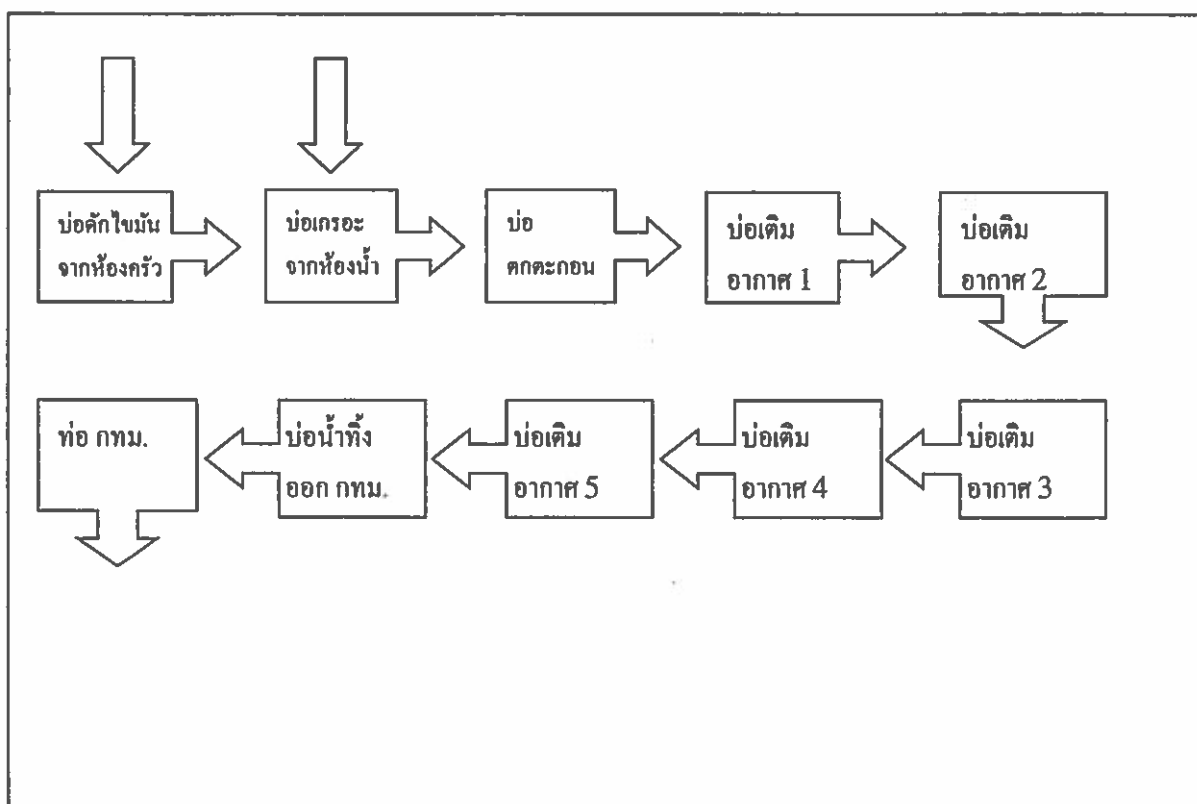 บ่อดักไขมัน
จากห้องครัว
บ่อเกรอะ
จากห้องน้ำ
บ่อ
ตกตะกอน
บ่อเติม
อากาศ 1
บ่อเติม
อากาศ 2
ท่อ กทม.
บ่อน้ำทิ้ง
ออก กทม.
บ่อเติม
อากาศ 5
บ่อเติม
อากาศ 4
บ่อเติม
อากาศ 3